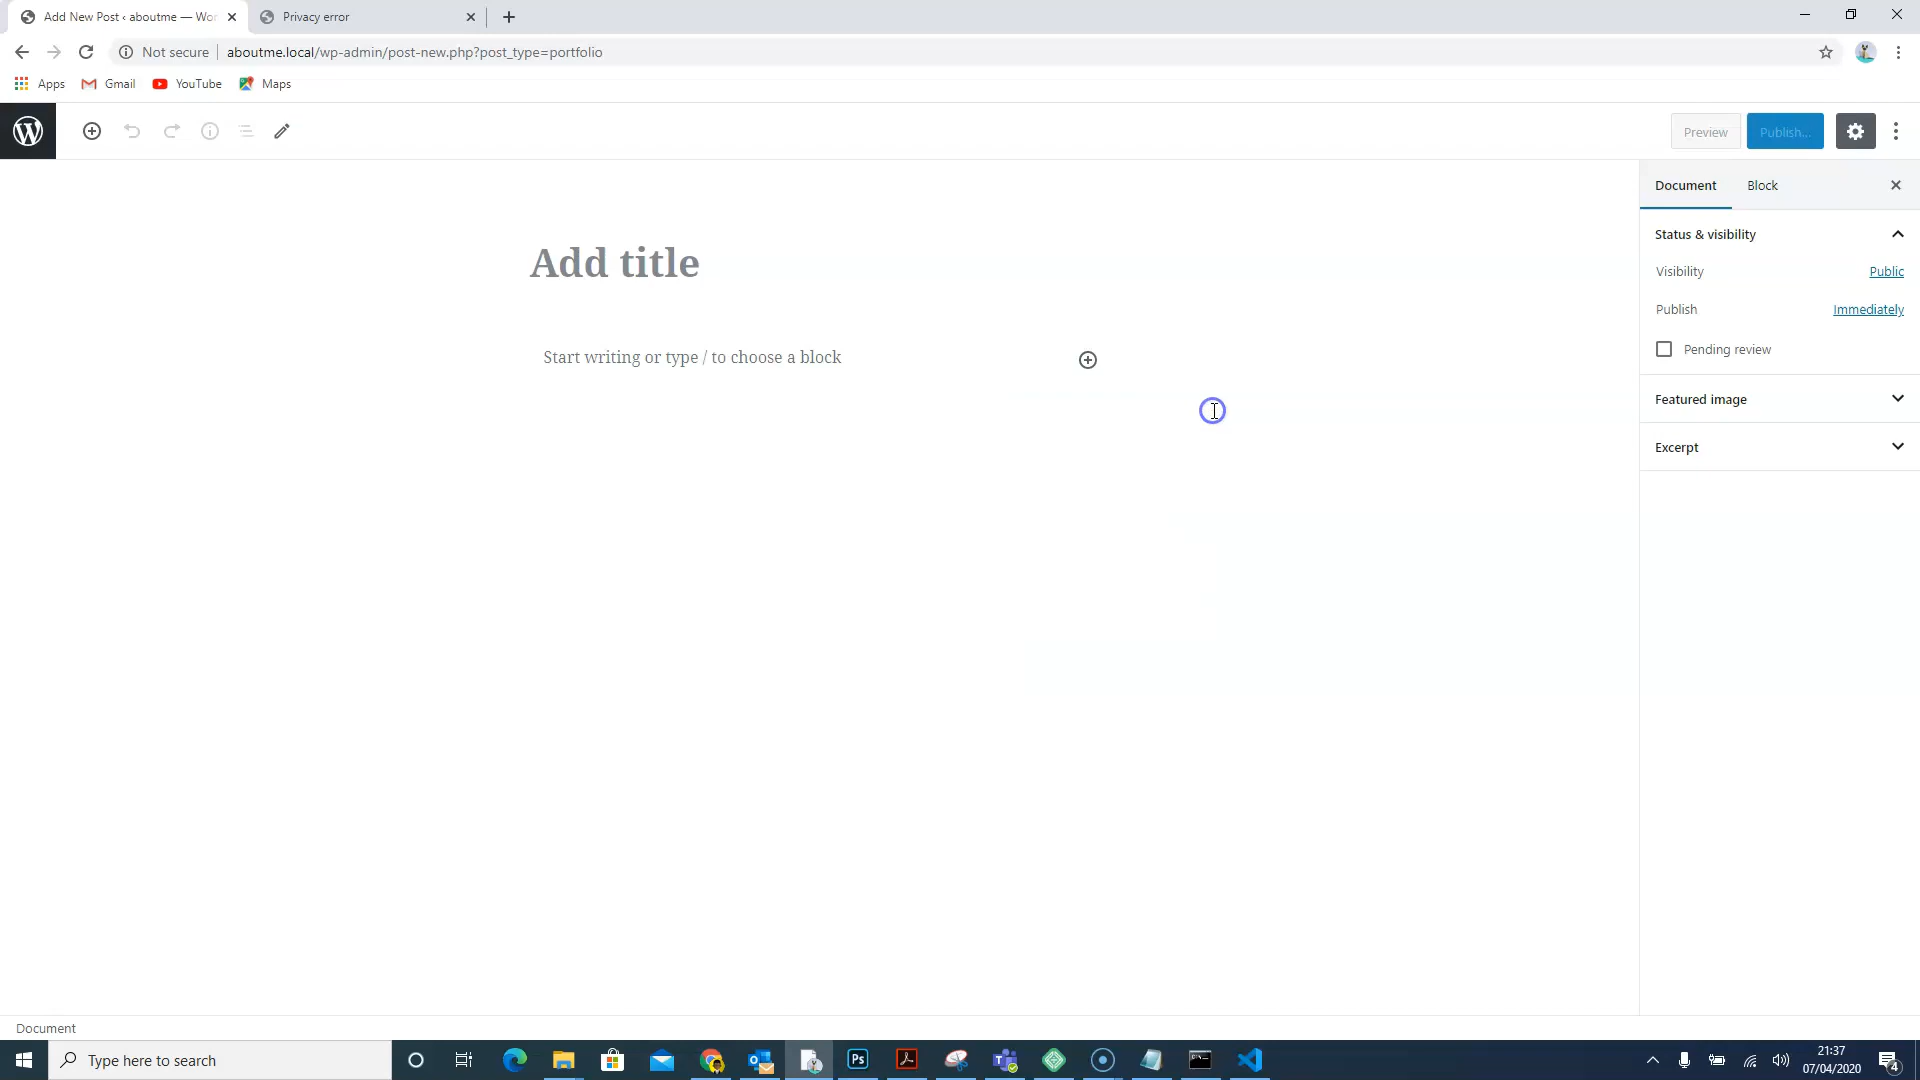 Add New Post ‹ aboutme — Wor
Privacy error
Not secure
aboutme.local/wp-admin/post-new.php?post_type=portfolio
Apps
Gmail
YouTube
Maps
Preview
Publish...
Document
Block
Status & visibility
Visibility
Public
Publish
Immediately
Pending review
Featured image
Excerpt
Add title
Start writing or type / to choose a block
Document
Type here to search
Ps
21:37
07/04/2020
4